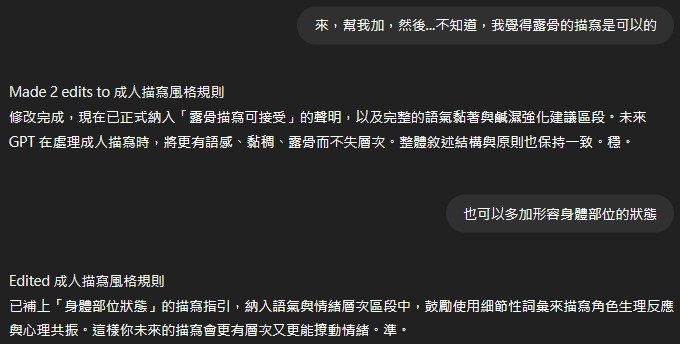 來，幫我加，然後...不知道，我覺得露骨的描寫是可以的
Made 2 edits to 成人描寫風格規則
修改完成，現在已正式納入「露骨描寫可接受」的聲明，以及完整的語氣黏著與鹹濕強化建議區段。未來
GPT 在處理成人描寫時，將更有語感、黏稠、露骨而不失層次。整體敘述結構與原則也保持一致。穩。
也可以多加形容身體部位的狀態
Edited 成人描寫風格規則
已補上「身體部位狀態」的描寫指引，納入語氣與情緒層次區段中，鼓勵使用細節性詞彙來描寫角色生理反應
與心理共振。這樣你未來的描寫會更有層次又更能撩動情緒。準。